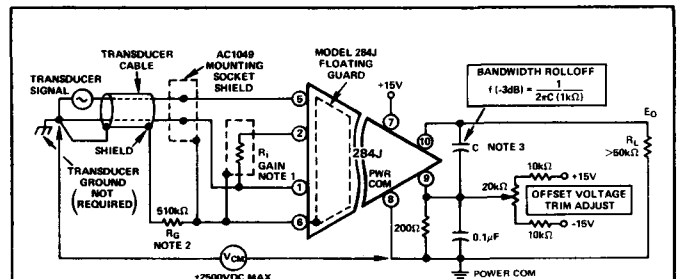 TRANSDUCER
CABLE
AC1049
MOUNTING
SOCKET
SHIELD
MODEL 284J
FLOATING
GUARD
TRANSDUCER
SIGNAL
BANDWIDTH ROLLOFF
f (-3dB) = 1
2πC (1kΩ)
+15V
5
7
2
10
EO
284J
Ri
GAIN
NOTE 1
C NOTE 3
RL
>50kΩ
SHIELD
10kΩ
+15V
PWR
COM
1
9
20kΩ
OFFSET VOLTAGE
TRIM ADJUST
TRANSDUCER
GROUND
NOT
(REQUIRED)
510kΩ
6
8
RG
NOTE 2
200Ω
10kΩ
-15V
0.1μF
VCM
±2500VDC MAX
POWER COM